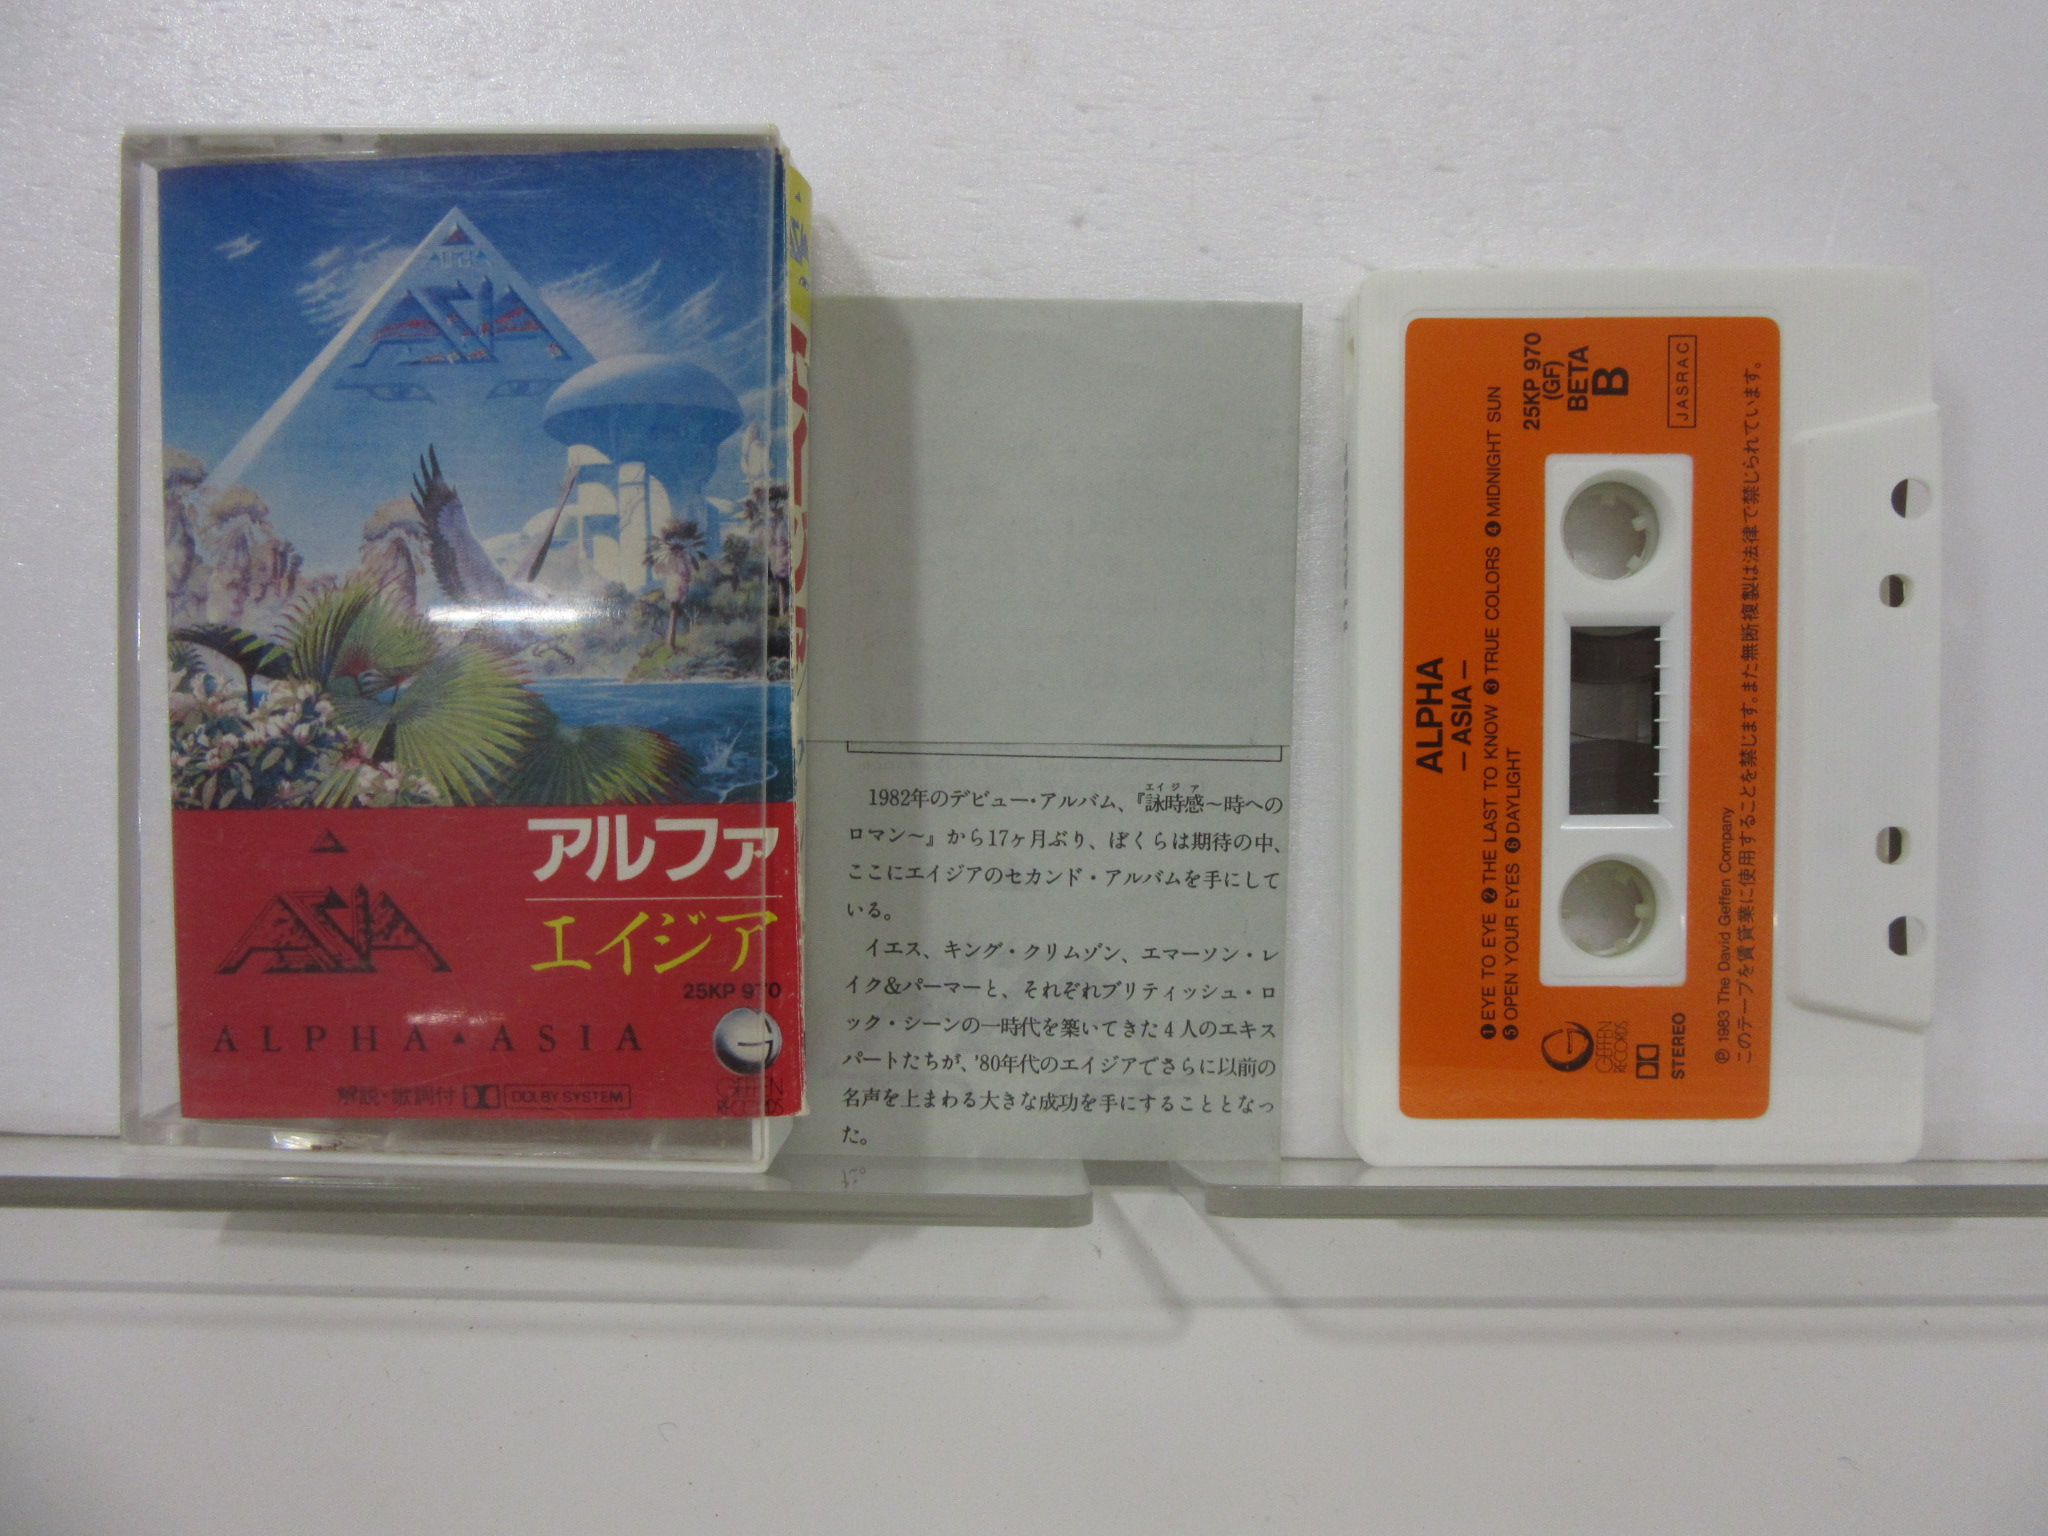 ASIA
アルファ
エイジア
25KP 970
ALPHA▲ASIA
GEFFEN
RECORDS
解説・歌詞付 DOLBY SYSTEM
1982年のデビュー・アルバム、『詠時感〜時への
エイジア
ロマン〜』から17ヶ月ぶり、ぼくらは期待の中、
ここにエイジアのセカンド・アルバムを手にして
いる。
イエス、キング・クリムゾン、エマーソン・レ
イク&パーマーと、それぞれブリティッシュ・ロ
ック・シーンの一時代を築いてきた4人のエキス
パートたちが、'80年代のエイジアでさらに以前の
名声を上まわる大きな成功を手にすることとなっ
た。
ALPHA
—ASIA—
❶EYE TO EYE ❷THE LAST TO KNOW ❸TRUE COLORS ❹MIDNIGHT SUN
❺OPEN YOUR EYES ❻DAYLIGHT
25KP 970
(GF)
BETA
B
JASRAC
GEFFEN
RECORDS
STEREO
℗1983 The David Geffen Company
このテープを賃貸業に使用することを禁じます。また無断複製は法律で禁じられています。